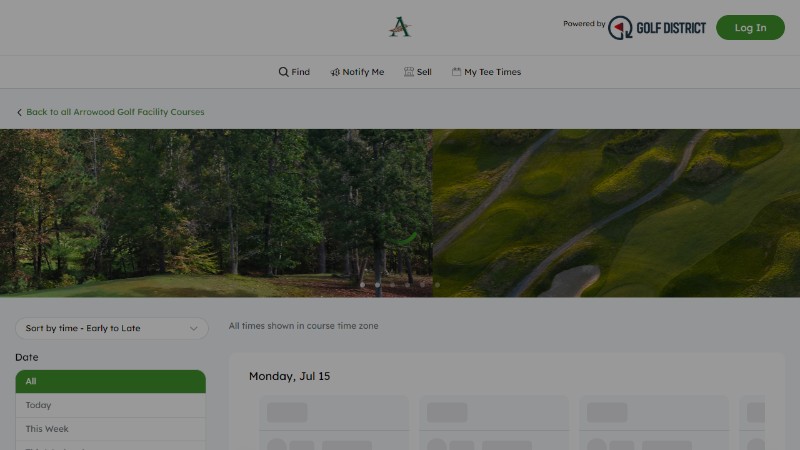 A
Powered by GOLF DISTRICT
Log In
Find Notify Me Sell My Tee Times
Back to all Arrowood Golf Facility Courses
Sort by time - Early to Late
All times shown in course time zone
Date
Monday, Jul 15
All
Today
This Week